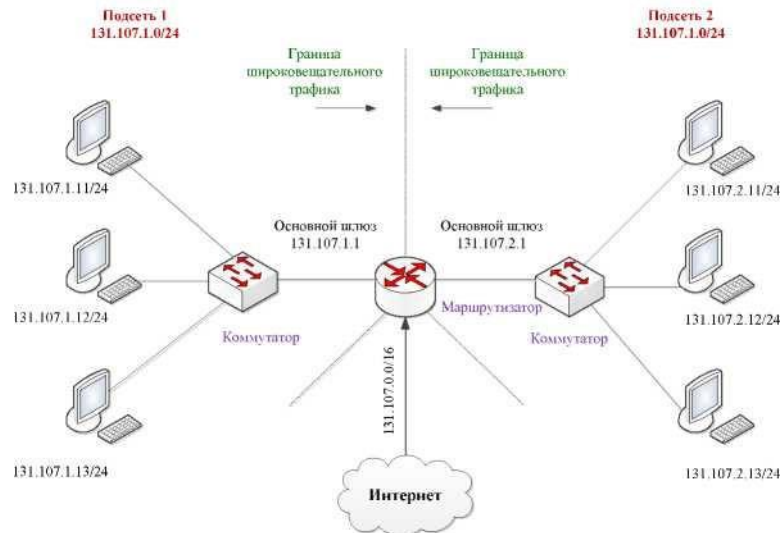 Подсеть 1
131.107.1.0/24
Подсеть 2
131.107.1.0/24
Граница
широковещательного
трафика
Граница
широковещательного
трафика
131.107.1.11/24
131.107.2.11/24
Основной шлюз
131.107.1.1
Основной шлюз
131.107.2.1
131.107.1.12/24
131.107.2.12/24
Коммутатор
Маршрутизатор
Коммутатор
131.107.0.0/16
131.107.1.13/24
131.107.2.13/24
Интернет